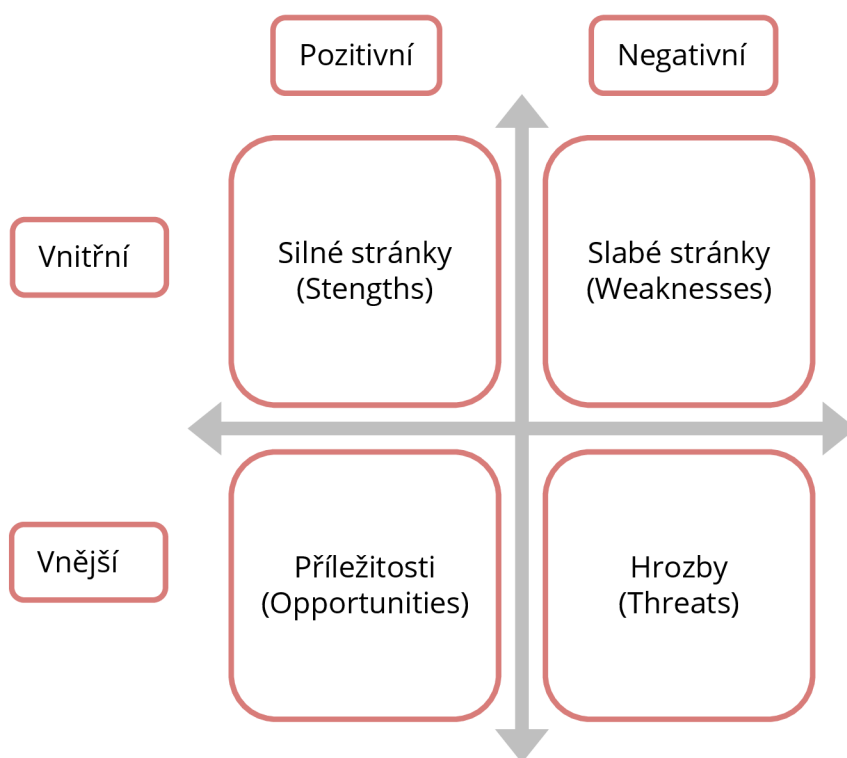 Pozitivní
Negativní
Vnitřní
Silné stránky
(Stengths)
Slabé stránky
(Weaknesses)
Vnější
Příležitosti
(Opportunities)
Hrozby
(Threats)